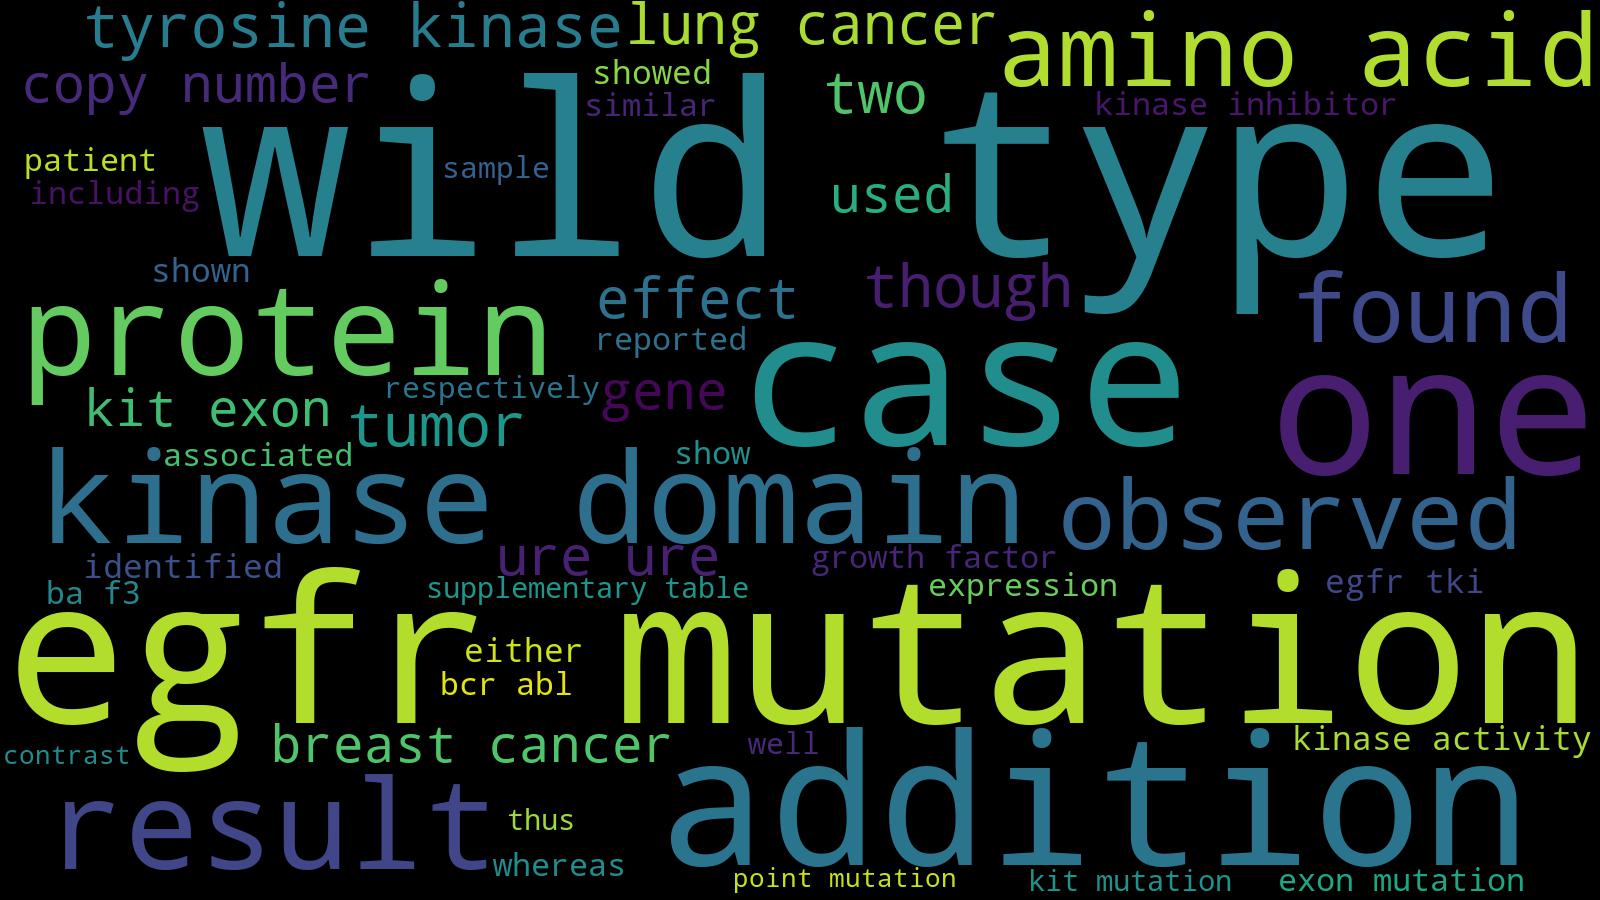 tyrosine kinase
lung cancer
amino acid
copy number
showed
similar
two
kinase inhibitor
wild type
patient
sample
including
used
shown
effect
though
found
protein
reported
case
one
respectively
gene
kit exon
tumor
associated
show
kinase domain
observed
ure ure
growth factor
identified
supplementary table
expression
egfr tki
ba f3
egfr mutation
either
bcr abl
breast cancer
well
kinase activity
contrast
addition
result
thus
whereas
point mutation
kit mutation
exon mutation